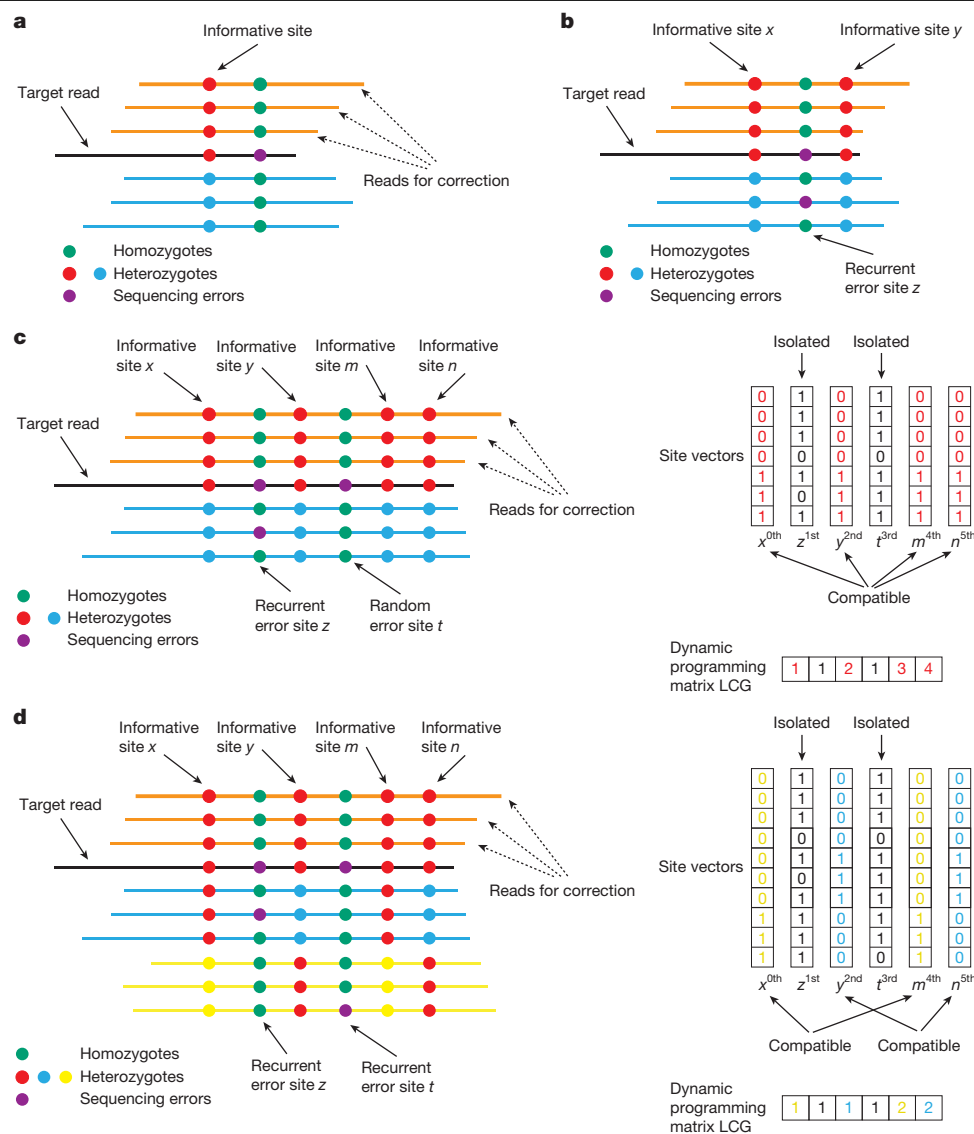 a
Informative site
Target read
Reads for correction
Homozygotes
Heterozygotes
Sequencing errors
b
Informative site x
Informative site y
Target read
Homozygotes
Heterozygotes
Sequencing errors
Recurrent
error site z
c
Informative
site x
Informative
site y
Informative
site m
Informative
site n
Target read
Reads for correction
Homozygotes
Heterozygotes
Sequencing errors
Recurrent
error site z
Random
error site t
Isolated Isolated
0 1 0 1 0 0
0 1 0 1 0 0
0 1 0 1 0 0
Site vectors
0 0 0 0 0 0
1 1 1 1 1 1
1 0 1 1 1 1
1 1 1 1 1 1
x0th z1st y2nd t3rd m4th n5th
Compatible
Dynamic
programming
matrix LCG
1 1 2 1 3 4
d
Informative
site x
Informative
site y
Informative
site m
Informative
site n
Target read
Reads for correction
Homozygotes
Heterozygotes
Sequencing errors
Recurrent
error site z
Recurrent
error site t
Isolated Isolated
0 1 0 1 0 0
0 1 0 1 0 0
0 1 0 1 0 0
0 0 0 0 0 0
Site vectors
0 1 1 1 0 1
0 0 1 1 0 1
0 1 1 1 0 1
1 1 0 1 1 0
1 1 0 1 1 0
1 1 0 0 1 0
x0th z1st y2nd t3rd m4th n5th
Compatible Compatible
Dynamic
programming
matrix LCG
1 1 1 1 2 2